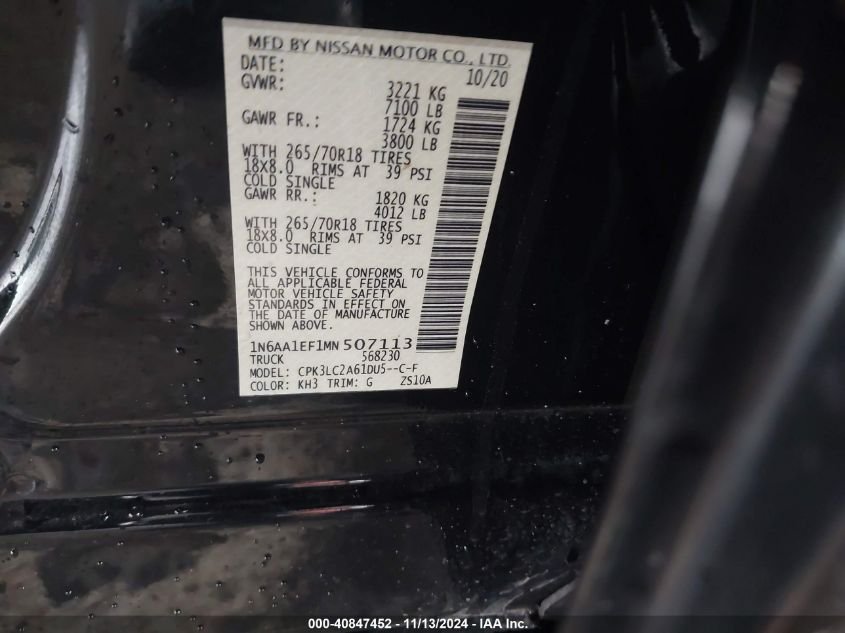 MFD BY NISSAN MOTOR CO., LTD.
DATE: 10/20
GVWR: 3221 KG
7100 LB
GAWR FR.: 1724 KG
3800 LB
WITH 265/70R18 TIRES
18X8.0 RIMS AT 39 PSI
COLD SINGLE
GAWR RR.: 1820 KG
4012 LB
WITH 265/70R18 TIRES
18X8.0 RIMS AT 39 PSI
COLD SINGLE
THIS VEHICLE CONFORMS TO
ALL APPLICABLE FEDERAL
MOTOR VEHICLE SAFETY
STANDARDS IN EFFECT ON
THE DATE OF MANUFACTURE
SHOWN ABOVE.
1N6AA1EF1MN507113
TRUCK 568230
MODEL: CPK3LC2A61DU5--C-F
COLOR: KH3 TRIM: G ZS10A
000-40847452 - 11/13/2024 - IAA Inc.